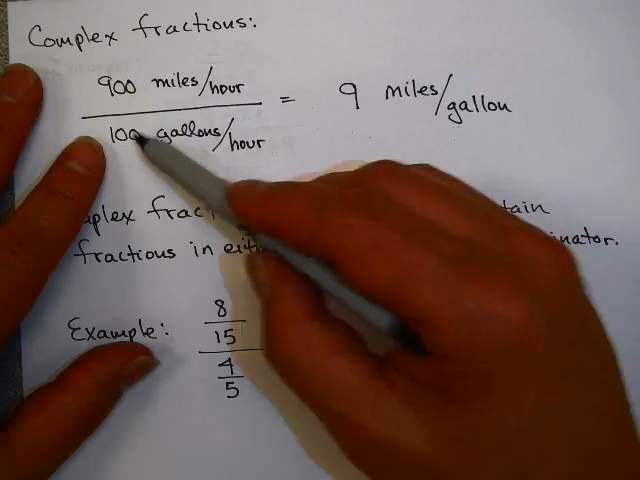 Complex fractions:
900 miles/hour
= 9 miles/gallon
100 gallons/hour
fractions in
Example: 8
15
4
5